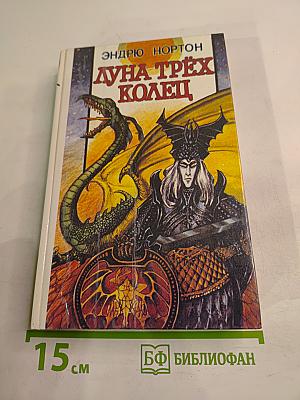 ЭНДРЮ НОРТОН
ЛУНА ТРЁХ
КОЛЕЦ
15 см
БФ БИБЛИОФАН